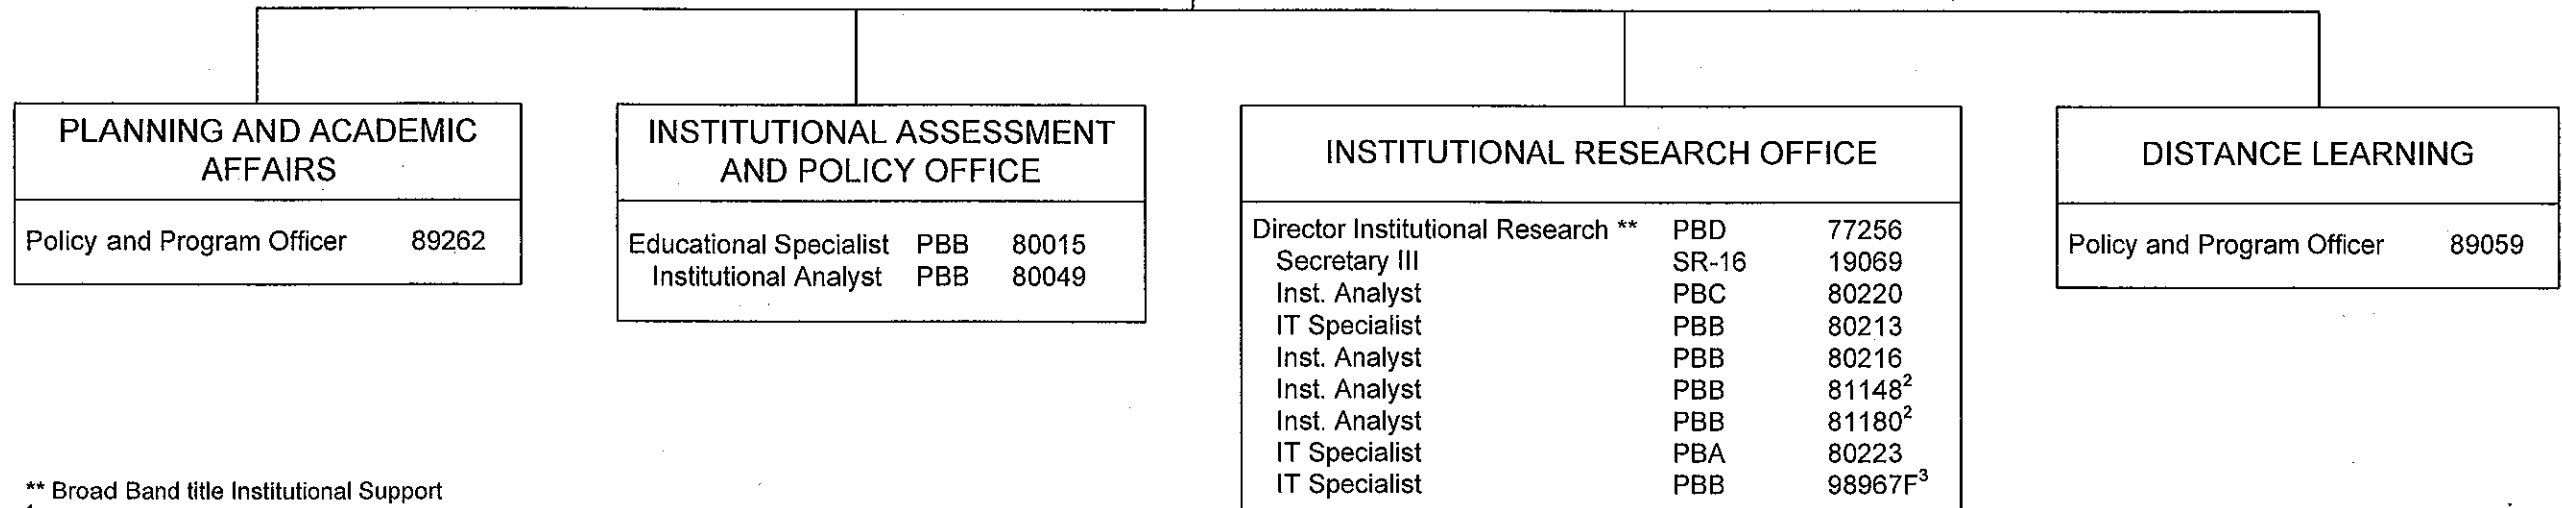 PLANNING AND ACADEMIC
AFFAIRS
Policy and Program Officer 89262
INSTITUTIONAL ASSESSMENT
AND POLICY OFFICE
Educational Specialist PBB 80015
Institutional Analyst PBB 80049
INSTITUTIONAL RESEARCH OFFICE
Director Institutional Research ** PBD 77256
Secretary III SR-16 19069
Inst. Analyst PBC 80220
IT Specialist PBB 80213
Inst. Analyst PBB 80216
Inst. Analyst PBB 81148²
Inst. Analyst PBB 81180²
IT Specialist PBA 80223
IT Specialist PBB 98967F³
DISTANCE LEARNING
Policy and Program Officer 89059
** Broad Band title Institutional Support